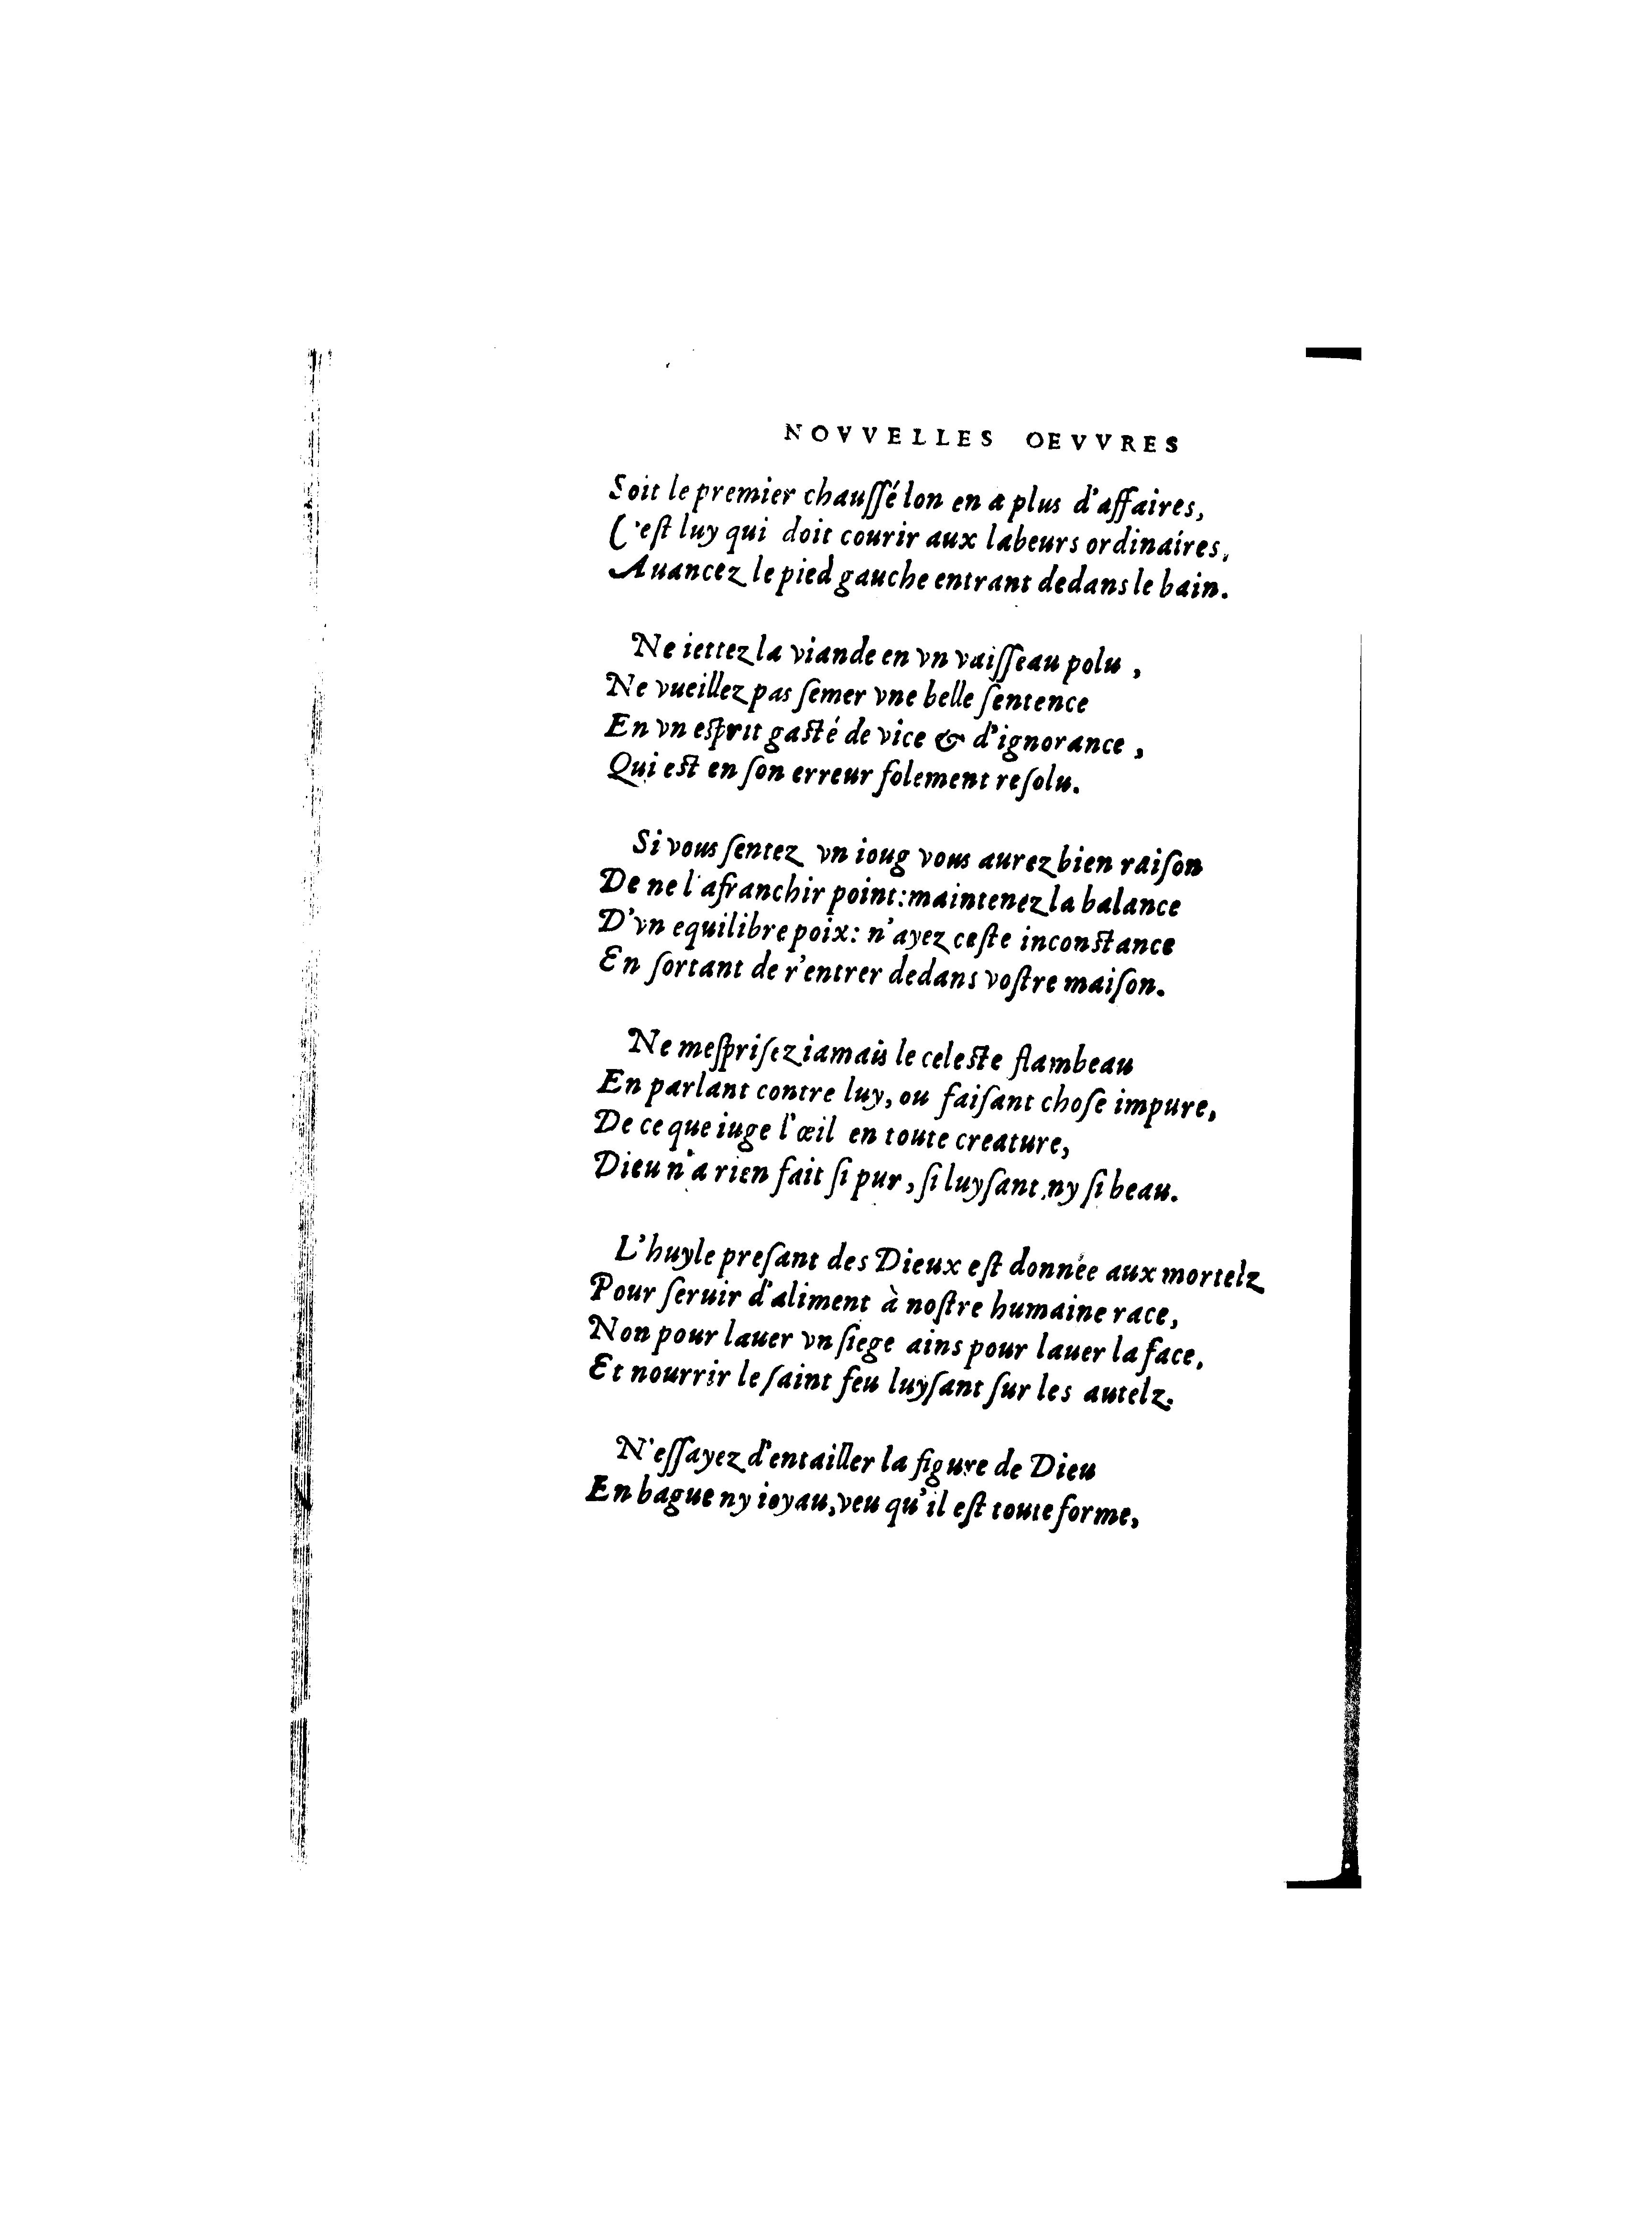 NOVVELLES OEVVRES
Soit le premier chauſſé lon en a plus d'affaires,
C'eſt luy qui doit courir aux labeurs ordinaires,
Auancez le pied gauche entrant dedans le bain.
Ne iettez la viande en vn vaiſſeau polu,
Ne vueillez pas ſemer vne belle ſentence
En vn eſprit gaſté de vice & d'ignorance,
Qui eſt en ſon erreur folement reſolu.
Si vous ſentez vn ioug vous aurez bien raiſon
De ne l'afranchir point: maintenez la balance
D'vn equilibre poix: n'ayez ceſte inconſtance
En ſortant de r'entrer dedans voſtre maiſon.
Ne meſpriſez iamais le celeſte flambeau
En parlant contre luy, ou faiſant choſe impure,
De ce que iuge l'œil en toute creature,
Dieu n'a rien fait ſi pur, ſi luyſant, ny ſi beau.
L'huyle preſant des Dieux eſt donnée aux mortelz
Pour ſeruir d'aliment à noſtre humaine race,
Non pour lauer vn ſiege ains pour lauer la face,
Et nourrir le ſaint feu luyſant ſur les autelz.
N'eſſayez d'entailler la figure de Dieu
En bague ny ioyau, veu qu'il eſt toute forme,